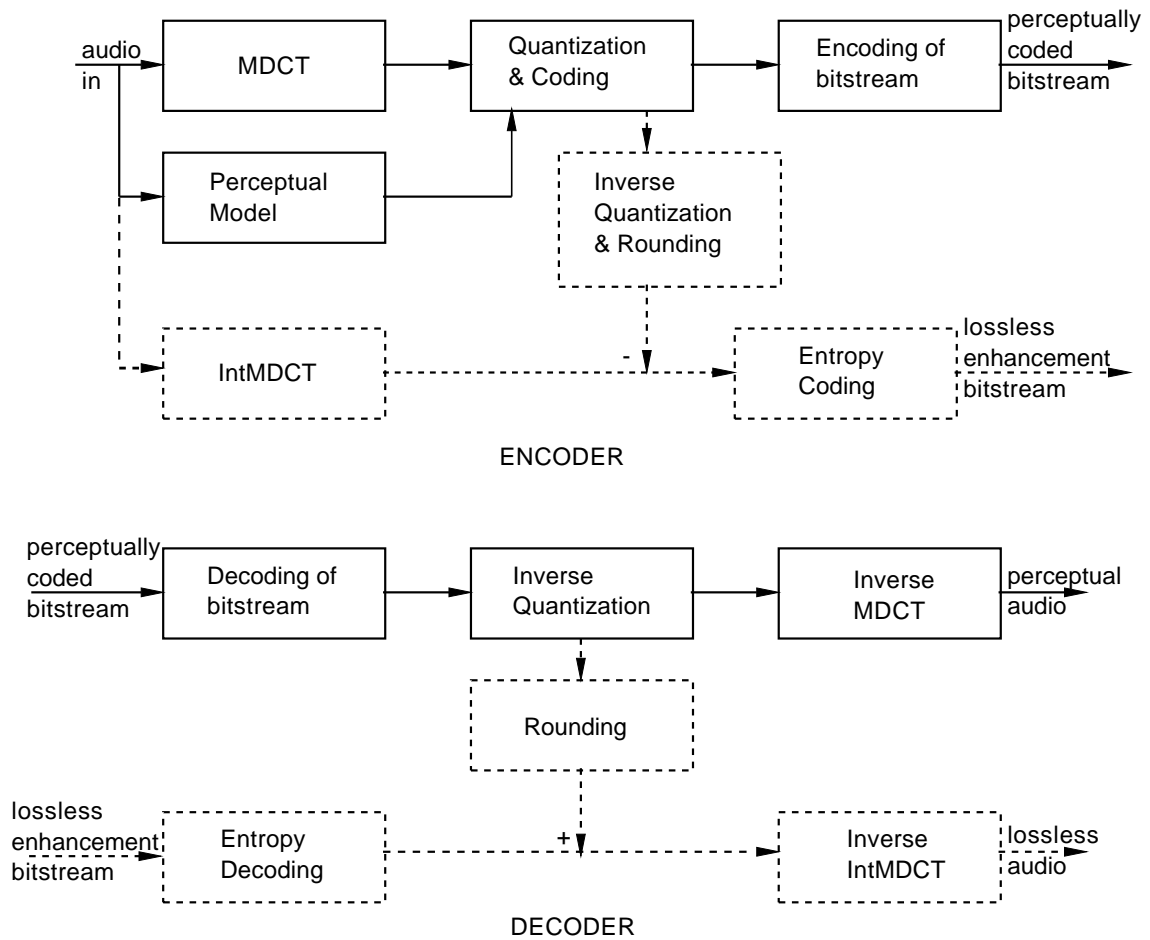 audio
in
MDCT
Quantization
& Coding
Encoding of
bitstream
perceptually
coded
bitstream
Perceptual
Model
Inverse
Quantization
& Rounding
IntMDCT
-
Entropy
Coding
lossless
enhancement
bitstream
ENCODER
perceptually
coded
bitstream
Decoding of
bitstream
Inverse
Quantization
Inverse
MDCT
perceptual
audio
Rounding
lossless
enhancement
bitstream
Entropy
Decoding
+
Inverse
IntMDCT
lossless
audio
DECODER